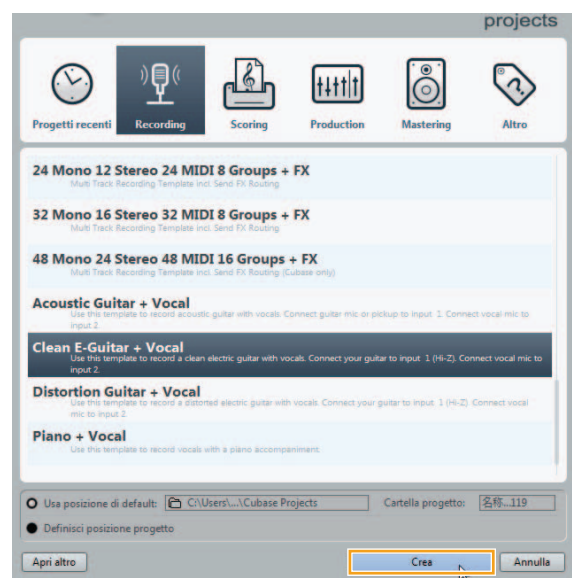 projects
Progetti recenti Recording Scoring Production Mastering Altro
24 Mono 12 Stereo 24 MIDI 8 Groups + FX
Multi Track Recording Template incl. Send FX Routing
32 Mono 16 Stereo 32 MIDI 8 Groups + FX
Multi Track Recording Template incl. Send FX Routing
48 Mono 24 Stereo 48 MIDI 16 Groups + FX
Multi Track Recording Template incl. Send FX Routing (Cubase only)
Acoustic Guitar + Vocal
Use this template to record acoustic guitar with vocals. Connect guitar mic or pickup to input 1. Connect vocal mic to
input 2.
Clean E-Guitar + Vocal
Use this template to record a clean electric guitar with vocals. Connect your guitar to input 1 (Hi-Z). Connect vocal mic to
input 2.
Distortion Guitar + Vocal
Use this template to record a distorted electric guitar with vocals. Connect your guitar to input 1 (Hi-Z). Connect vocal
mic to input 2.
Piano + Vocal
Use this template to record vocals with a piano accompaniment.
Usa posizione di default: C:\Users\...\Cubase Projects Cartella progetto: 名称...119
Definisci posizione progetto
Apri altro Crea Annulla